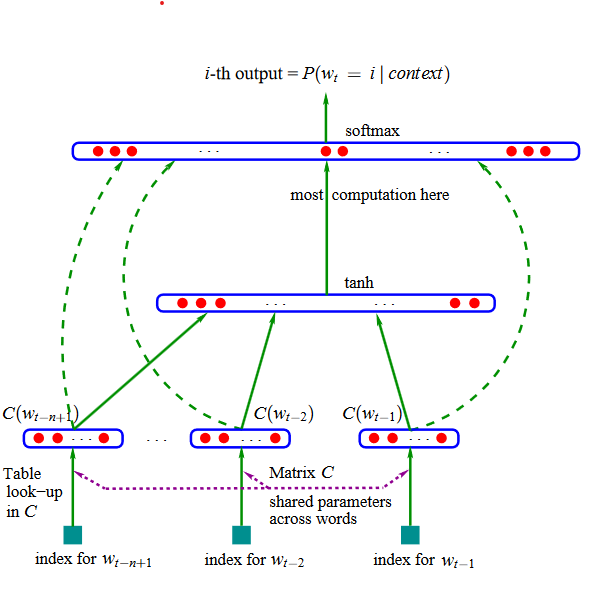 i-th output = P(w_t = i | context)
softmax
. . .
. . .
most computation here
tanh
. . .
. . .
C(w_{t−n+1})
C(w_{t−2})
C(w_{t−1})
. . .
. . .
. . .
. . .
Table
look−up
in C
Matrix C
shared parameters
across words
index for w_{t−n+1}
index for w_{t−2}
index for w_{t−1}